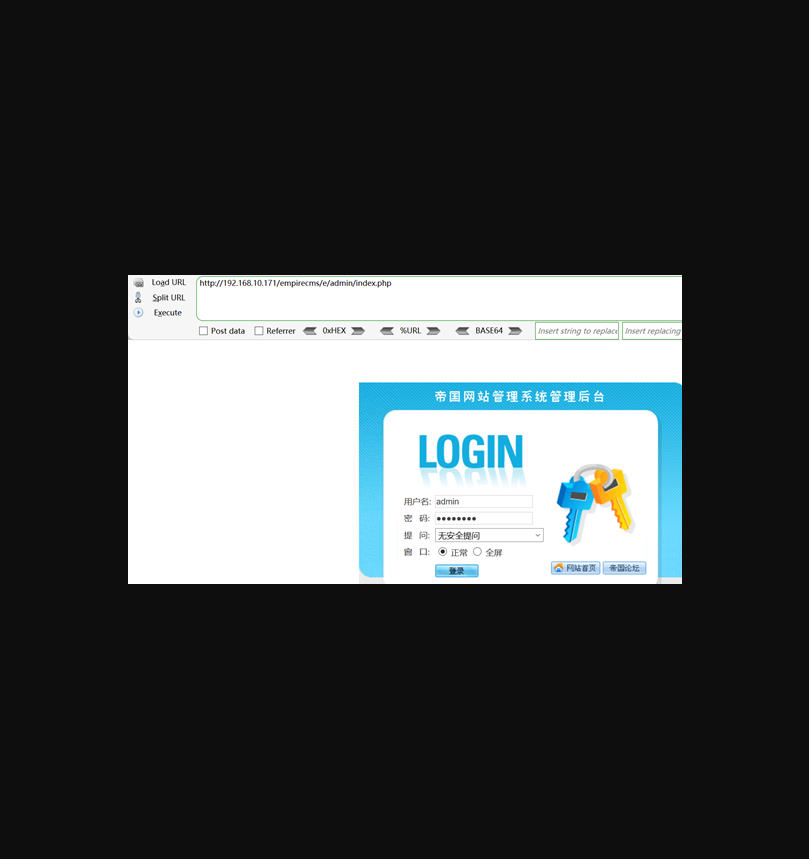 Load URL
http://192.168.10.171/empirecms/e/admin/index.php
Split URL
Execute
Post data Referrer 0xHEX %URL BASE64 Insert string to replace Insert replacing
帝国网站管理系统管理后台
LOGIN
用户名: admin
密 码: ●●●●●●●●
提 问: 无安全提问
窗 口: 正常 全屏
登录 网站首页 帝国论坛